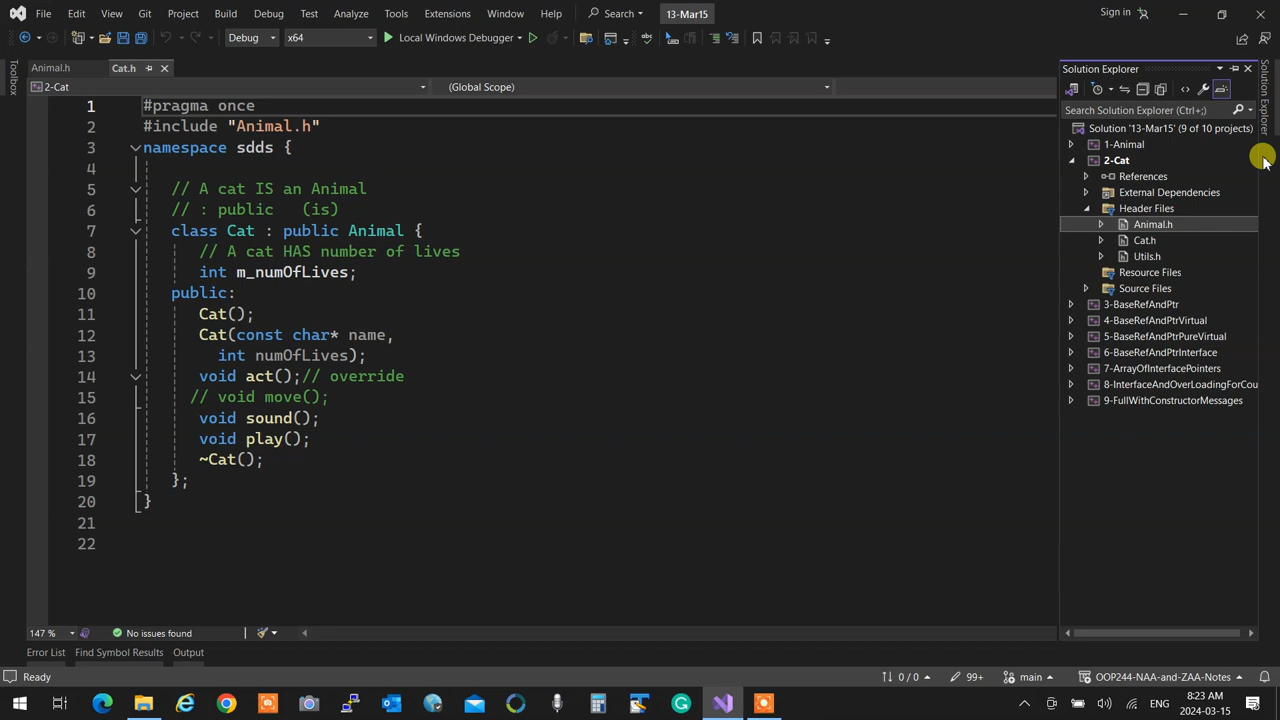 File Edit View Git Project Build Debug Test Analyze Tools Extensions Window Help Search 13-Mar15 Sign in
Debug x64 Local Windows Debugger
Toolbox
Animal.h Cat.h
2-Cat (Global Scope)
1 #pragma once
2 #include "Animal.h"
3 namespace sdds {
4
5 // A cat IS an Animal
6 // : public (is)
7 class Cat : public Animal {
8 // A cat HAS number of lives
9 int m_numOfLives;
10 public:
11 Cat();
12 Cat(const char* name,
13 int numOfLives);
14 void act();// override
15 // void move();
16 void sound();
17 void play();
18 ~Cat();
19 };
20 }
21
22
147 % No issues found
Error List Find Symbol Results Output
Solution Explorer
Search Solution Explorer (Ctrl+;)
Solution '13-Mar15' (9 of 10 projects)
1-Animal
2-Cat
References
External Dependencies
Header Files
Animal.h
Cat.h
Utils.h
Resource Files
Source Files
3-BaseRefAndPtr
4-BaseRefAndPtrVirtual
5-BaseRefAndPtrPureVirtual
6-BaseRefAndPtrInterface
7-ArrayOfInterfacePointers
8-InterfaceAndOverLoadingForCou
9-FullWithConstructorMessages
Solution Explorer
Ready 0 / 0 99+ main OOP244-NAA-and-ZAA-Notes
ENG 8:23 AM
2024-03-15